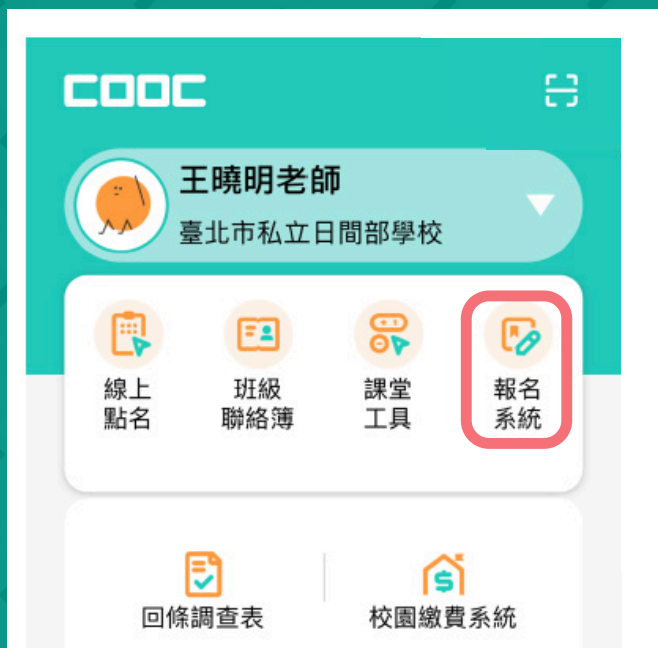 COOC
王曉明老師
臺北市私立日間部學校
線上
點名
班級
聯絡簿
課堂
工具
報名
系統
回條調查表
校園繳費系統